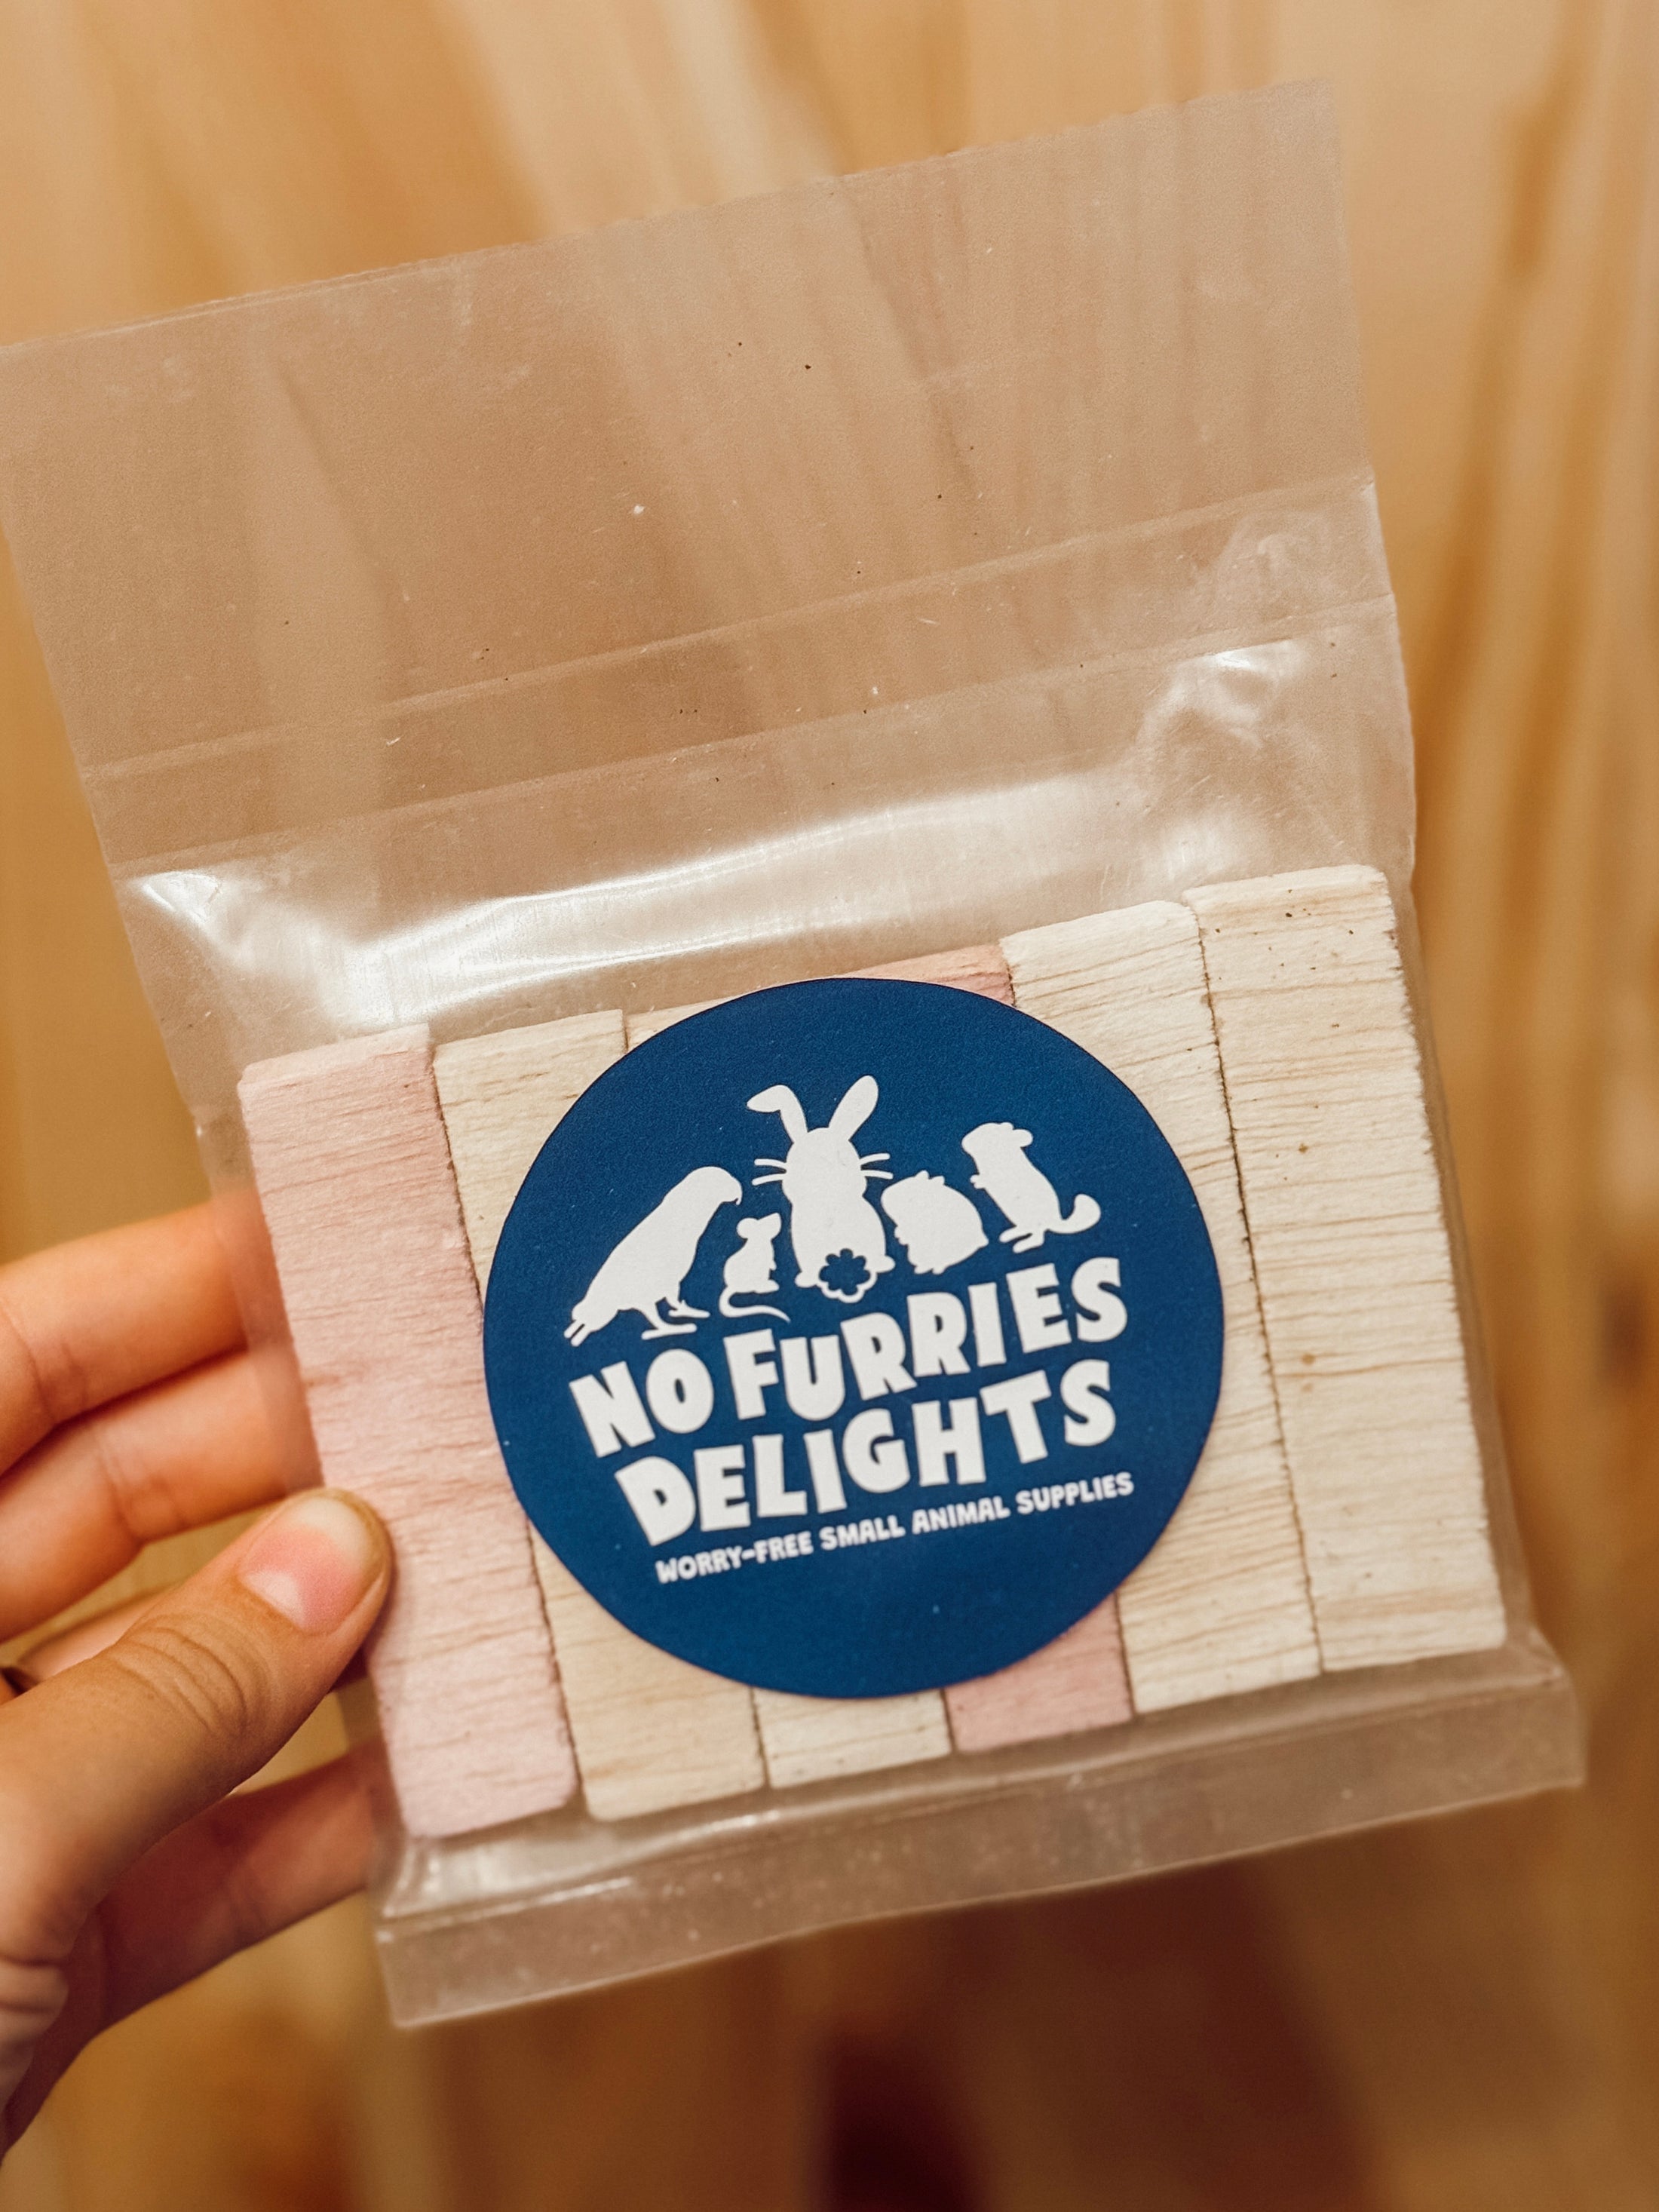 NO FURRIES
DELIGHTS
WORRY-FREE SMALL ANIMAL SUPPLIES